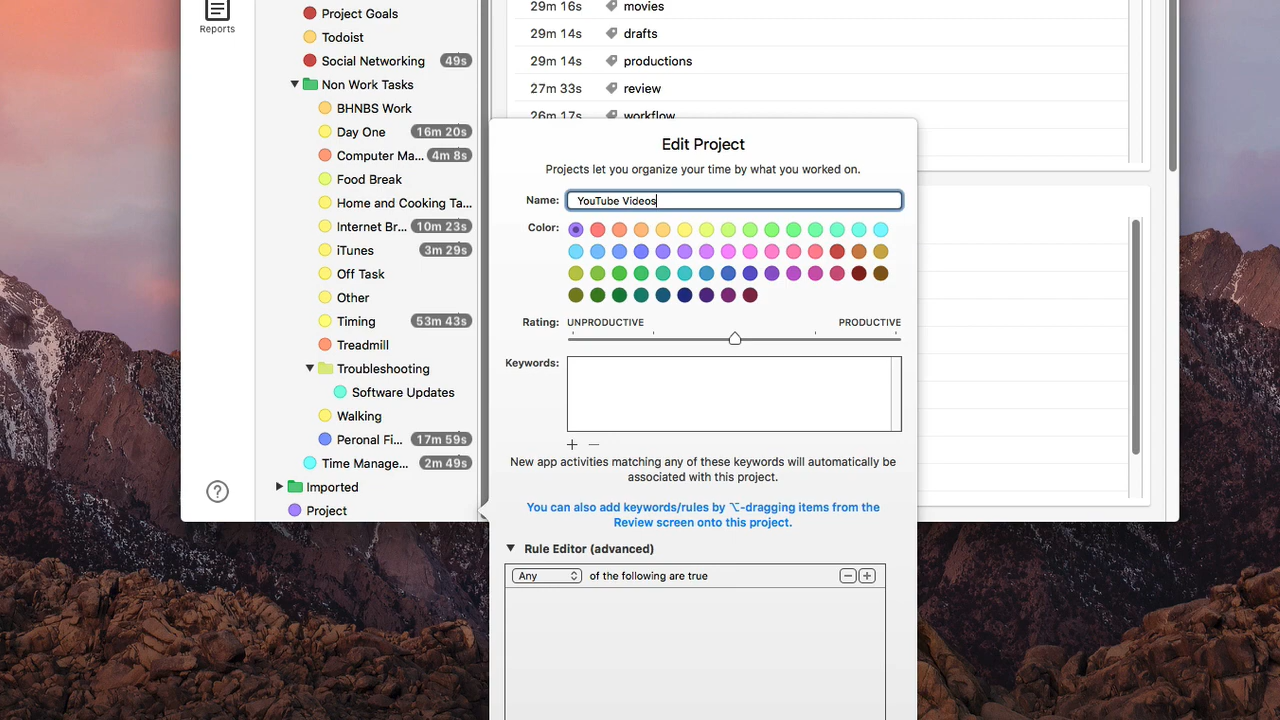 Reports
Project Goals
Todoist
Social Networking 49s
Non Work Tasks
BHNBS Work
Day One 16m 20s
Computer Ma... 4m 8s
Food Break
Home and Cooking Ta...
Internet Br... 10m 23s
iTunes 3m 29s
Off Task
Other
Timing 53m 43s
Treadmill
Troubleshooting
Software Updates
Walking
Peronal Fi... 17m 59s
Time Manage... 2m 49s
Imported
Project
29m 16s movies
29m 14s drafts
29m 14s productions
27m 33s review
26m 17s workflow
Edit Project
Projects let you organize your time by what you worked on.
Name: YouTube Videos
Color:
Rating: UNPRODUCTIVE PRODUCTIVE
Keywords:
+ −
New app activities matching any of these keywords will automatically be
associated with this project.
You can also add keywords/rules by ⌥-dragging items from the
Review screen onto this project.
Rule Editor (advanced)
Any of the following are true − +
?